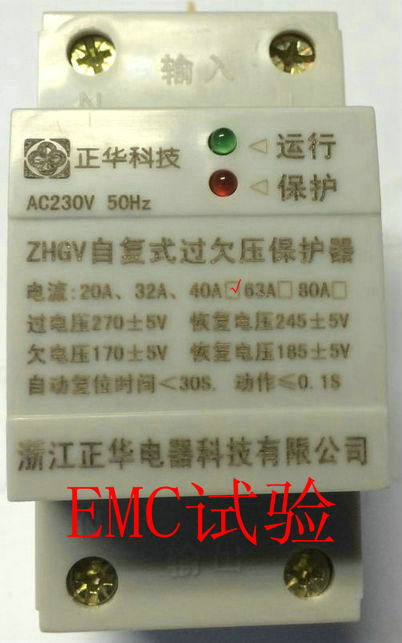 输入
N L
正华科技
运行
保护
AC230V 50Hz
ZHGV自复式过欠压保护器
电流:20A、32A、40A□√63A□ 80A□
过电压270±5V 恢复电压245±5V
欠电压170±5V 恢复电压185±5V
自动复位时间<30S. 动作≤0.1S
浙江正华电器科技有限公司
EMC试验
输出